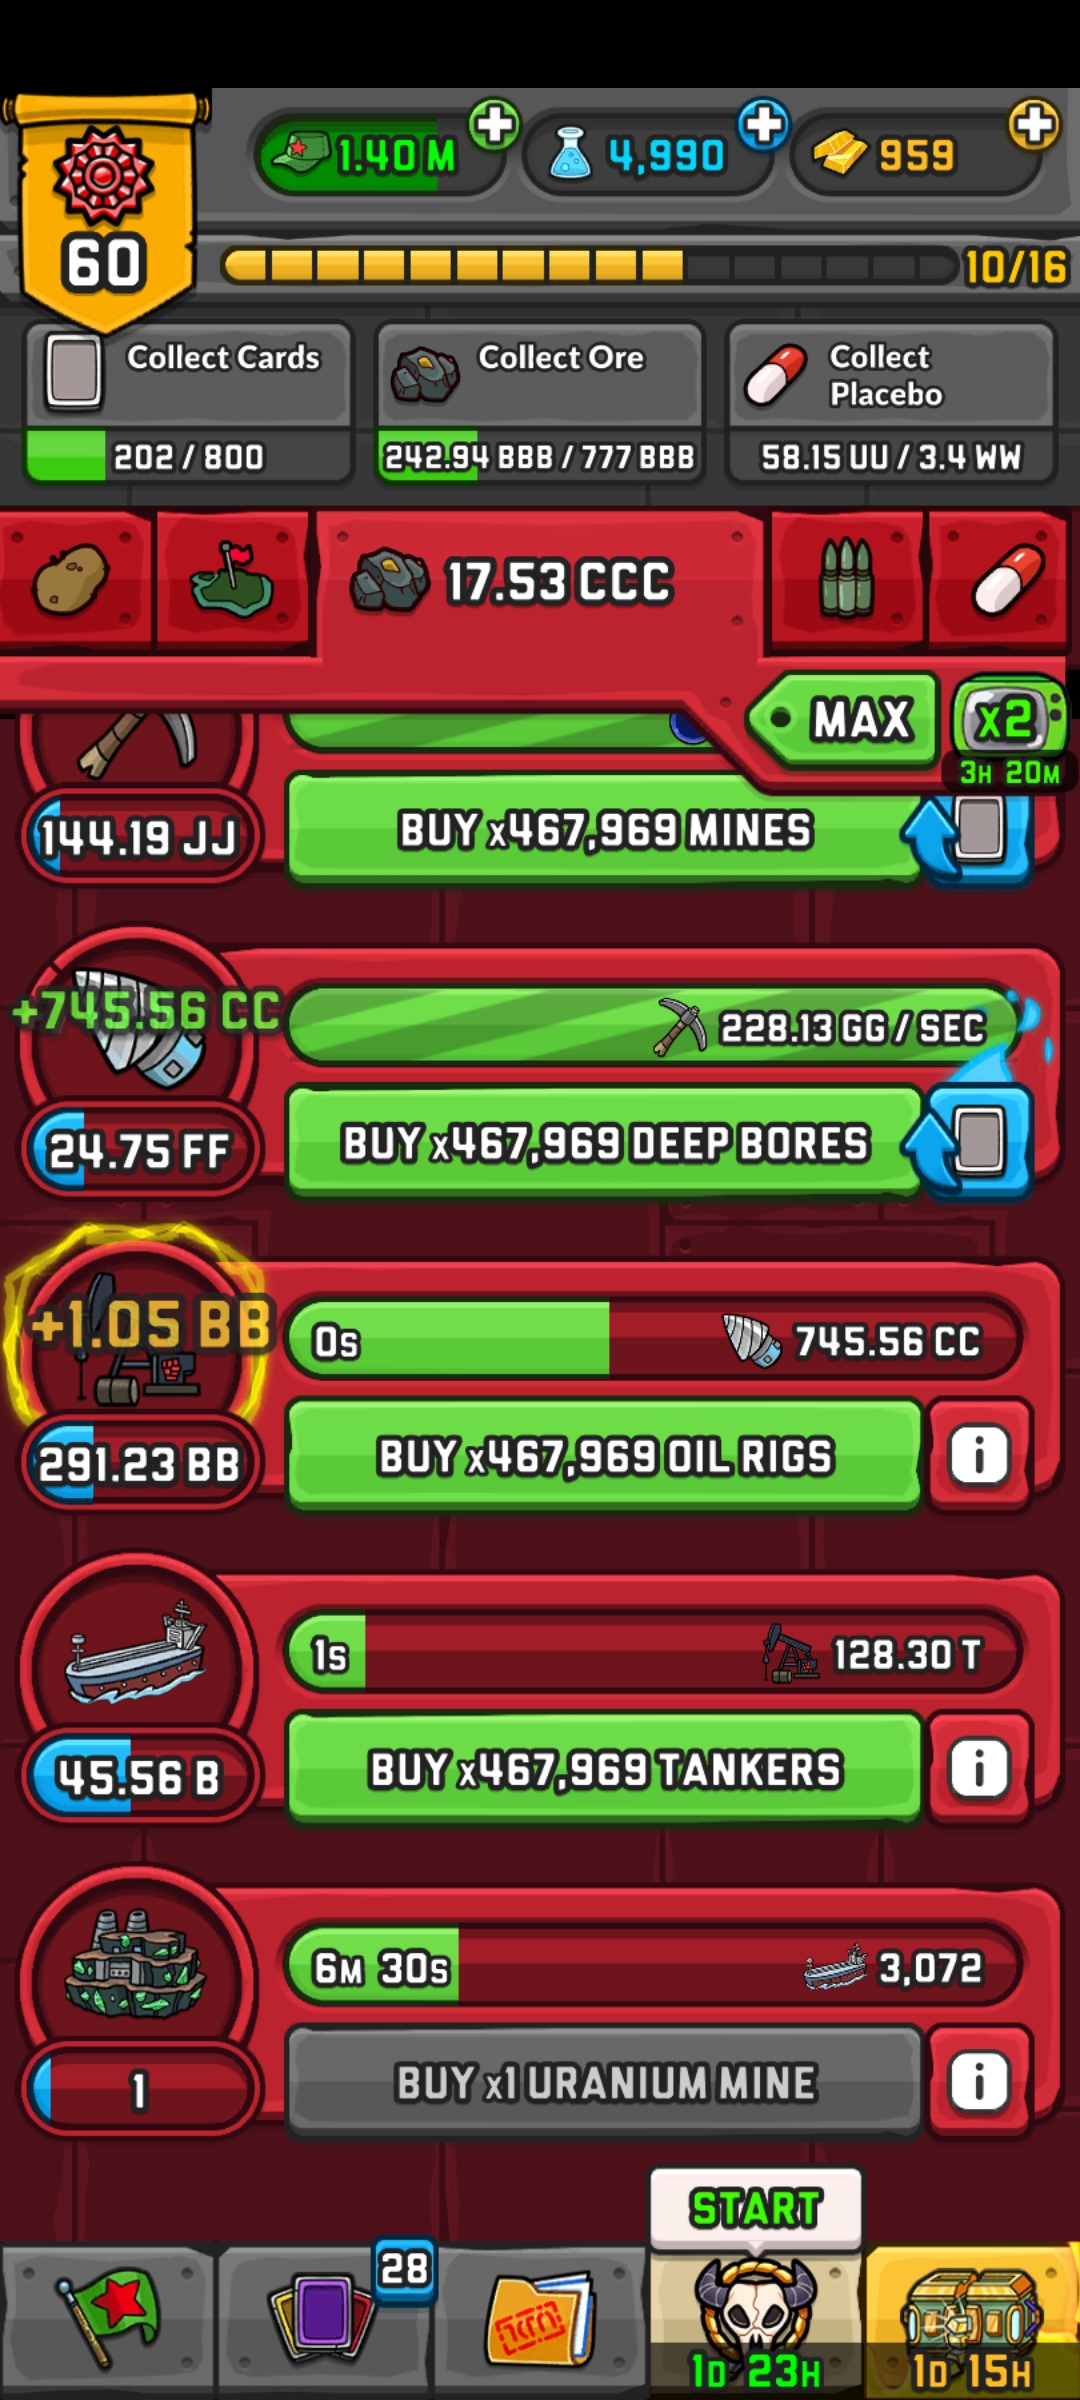 1.40 M
4,990
959
60
10/16
Collect Cards
202 / 800
Collect Ore
242.94 BBB / 777 BBB
Collect
Placebo
58.15 UU / 3.4 WW
17.53 CCC
MAX
x2
3H 20M
144.19 JJ
BUY x467,969 MINES
+745.56 CC
228.13 GG / SEC
24.75 FF
BUY x467,969 DEEP BORES
+1.05 BB
0s
745.56 CC
291.23 BB
BUY x467,969 OIL RIGS
i
1s
128.30 T
45.56 B
BUY x467,969 TANKERS
i
6M 30s
3,072
1
BUY x1 URANIUM MINE
i
START
28
1D 23H
1D 15H